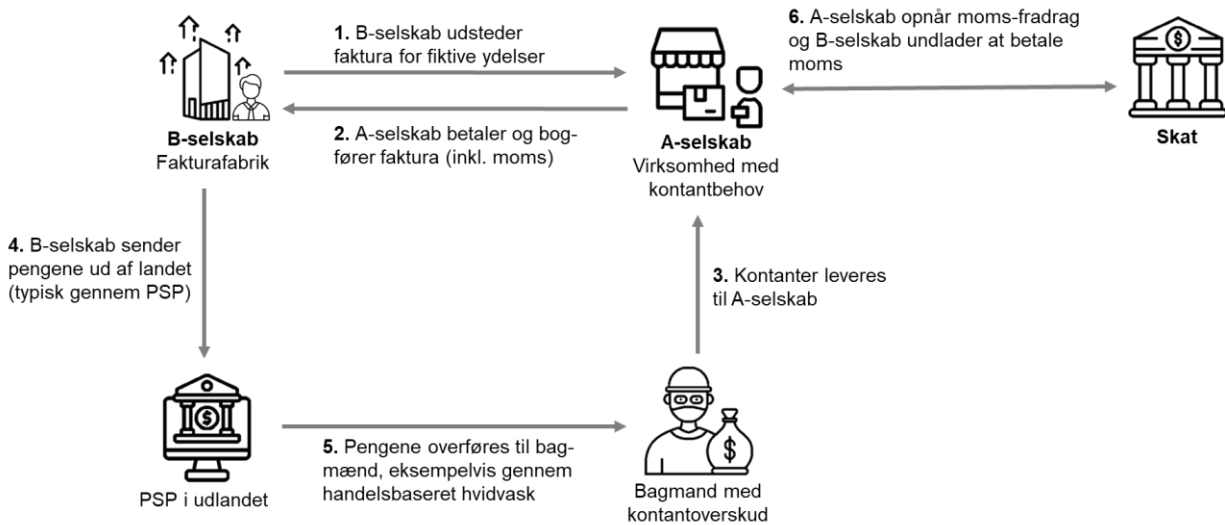 1. B-selskab udsteder
faktura for fiktive ydelser
6. A-selskab opnår moms-fradrag
og B-selskab undlader at betale
moms
B-selskab
Fakturafabrik
2. A-selskab betaler og bog-
fører faktura (inkl. moms)
A-selskab
Virksomhed med
kontantbehov
Skat
4. B-selskab sender
pengene ud af landet
(typisk gennem PSP)
3. Kontanter leveres
til A-selskab
PSP i udlandet
5. Pengene overføres til bag-
mænd, eksempelvis gennem
handelsbaseret hvidvask
Bagmand med
kontantoverskud